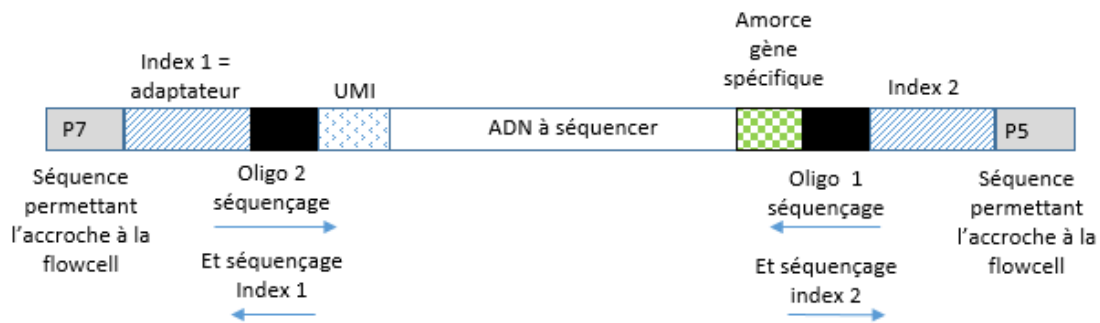 Amorce
gène
spécifique
Index 1 =
adaptateur
UMI
Index 2
P7
ADN à séquencer
P5
Séquence
permettant
l'accroche à la
flowcell
Oligo 2
séquençage
Et séquençage
Index 1
Oligo 1
séquençage
Et séquençage
index 2
Séquence
permettant
l'accroche à la
flowcell